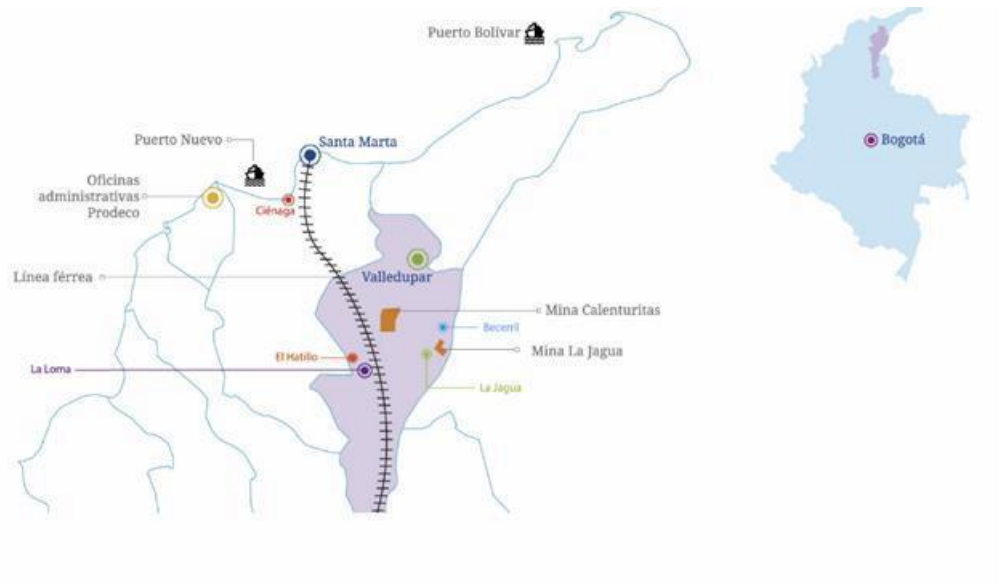 Puerto Bolívar
Bogotá
Puerto Nuevo
Santa Marta
Oficinas
administrativas
Prodeco
Ciénaga
Línea férrea
Valledupar
Mina Calenturitas
Becerril
El Hatillo
Mina La Jagua
La Loma
La Jagua